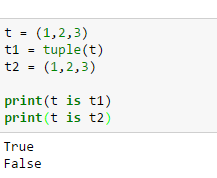 t = (1,2,3)
t1 = tuple(t)
t2 = (1,2,3)
print(t is t1)
print(t is t2)
True
False